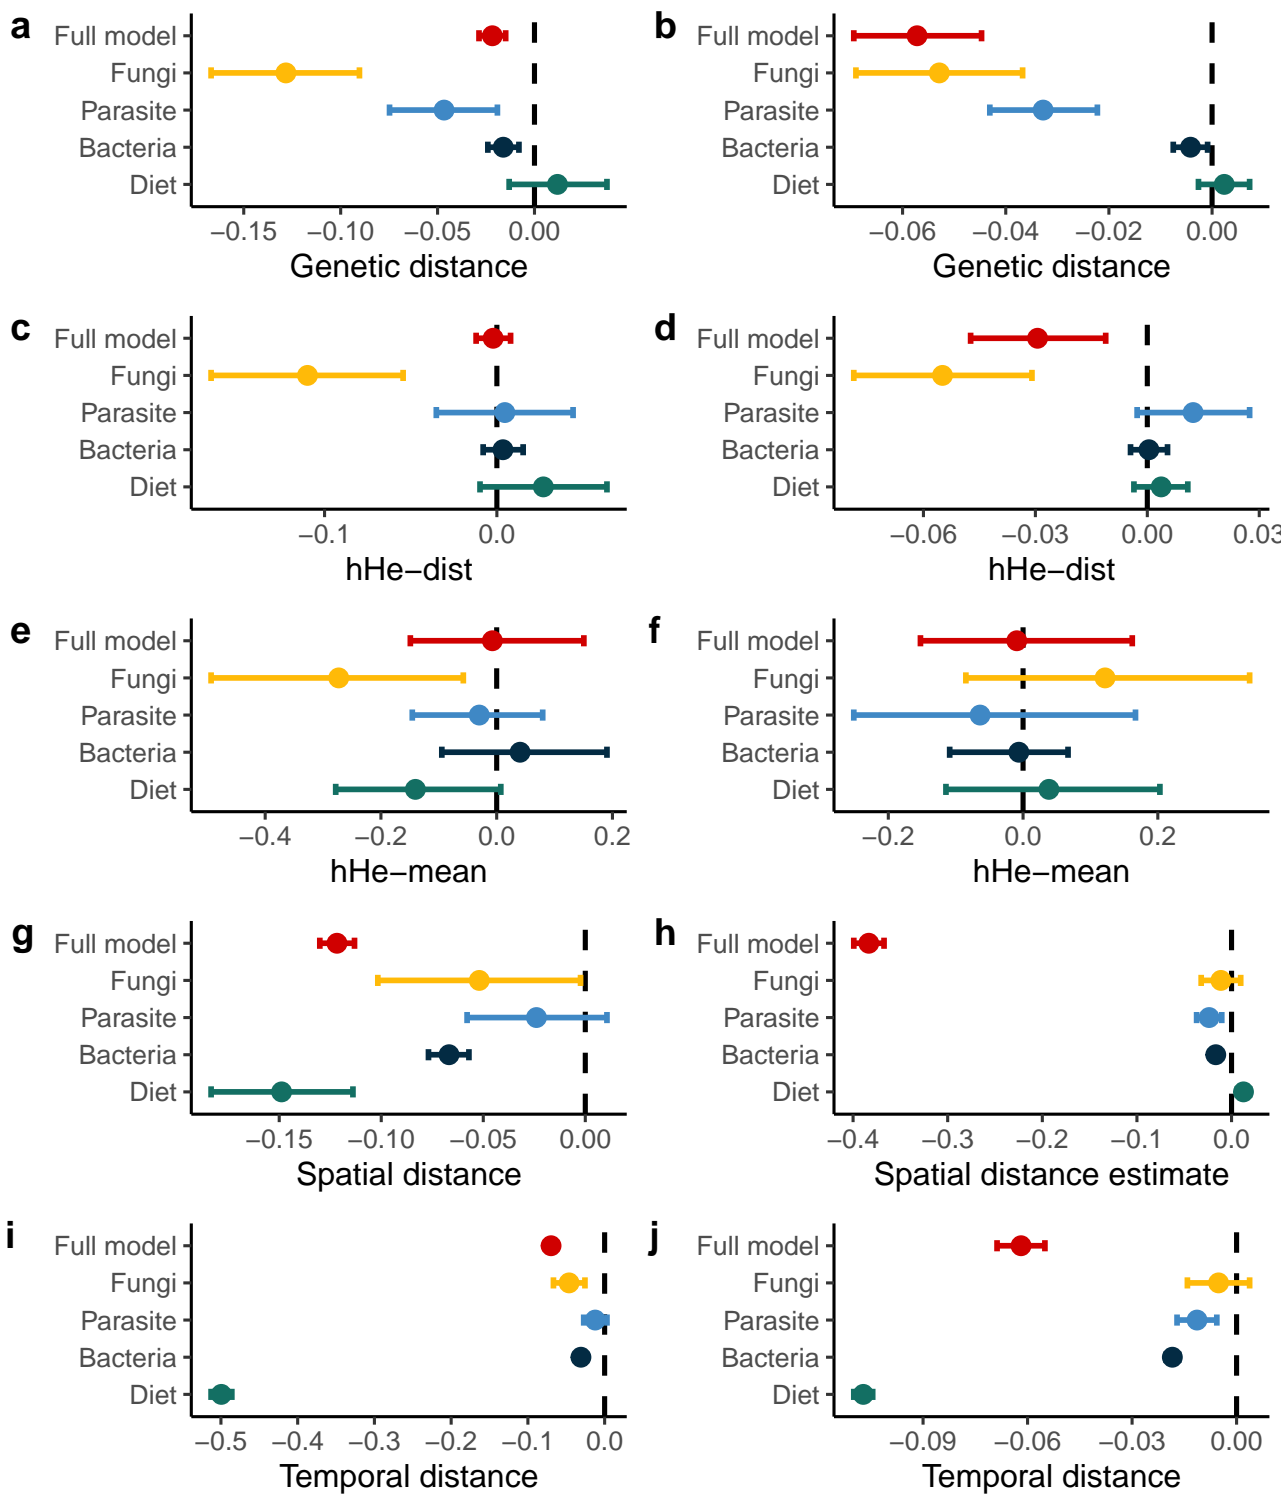 a
Full model
Fungi
Parasite
Bacteria
Diet
−0.15 −0.10 −0.05 0.00
Genetic distance
b
Full model
Fungi
Parasite
Bacteria
Diet
−0.06 −0.04 −0.02 0.00
Genetic distance
c
Full model
Fungi
Parasite
Bacteria
Diet
−0.1 0.0
hHe−dist
d
Full model
Fungi
Parasite
Bacteria
Diet
−0.06 −0.03 0.00 0.03
hHe−dist
e
Full model
Fungi
Parasite
Bacteria
Diet
−0.4 −0.2 0.0 0.2
hHe−mean
f
Full model
Fungi
Parasite
Bacteria
Diet
−0.2 0.0 0.2
hHe−mean
g
Full model
Fungi
Parasite
Bacteria
Diet
−0.15 −0.10 −0.05 0.00
Spatial distance
h
Full model
Fungi
Parasite
Bacteria
Diet
−0.4 −0.3 −0.2 −0.1 0.0
Spatial distance estimate
i
Full model
Fungi
Parasite
Bacteria
Diet
−0.5 −0.4 −0.3 −0.2 −0.1 0.0
Temporal distance
j
Full model
Fungi
Parasite
Bacteria
Diet
−0.09 −0.06 −0.03 0.00
Temporal distance